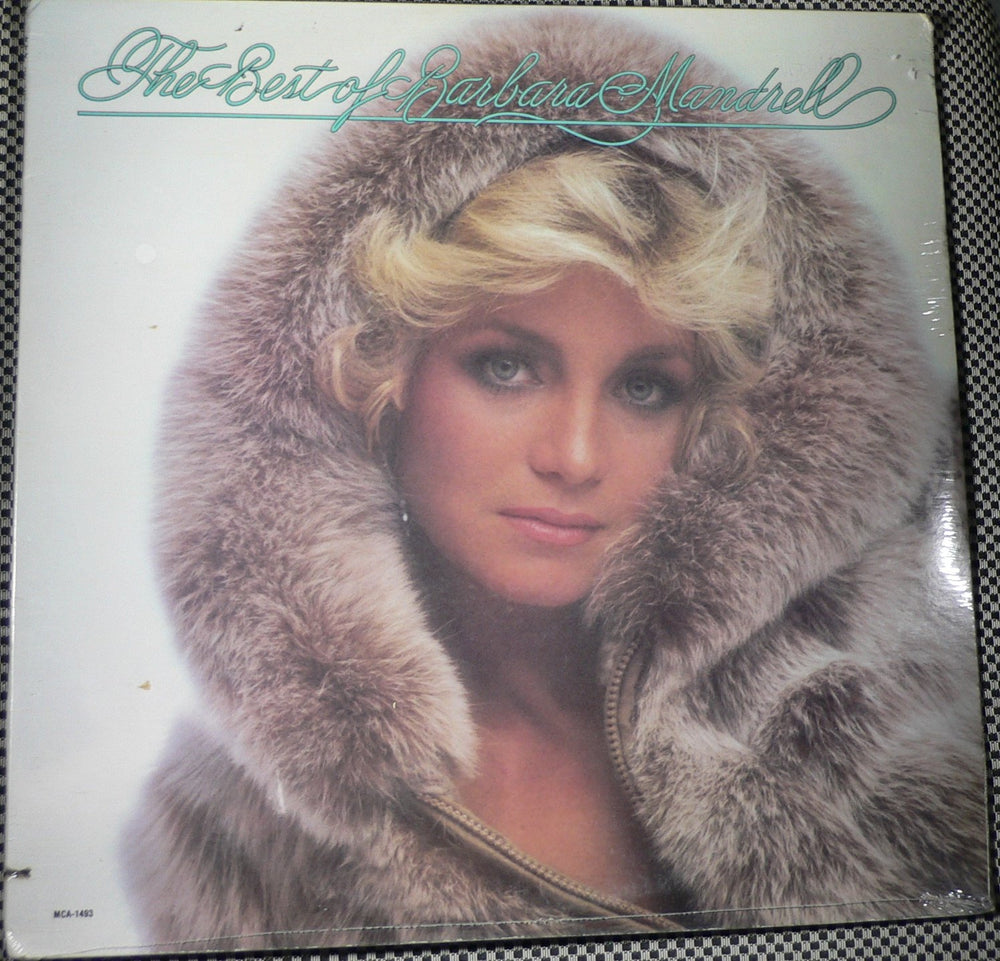 The Best of Barbara Mandrell
MCA-1493